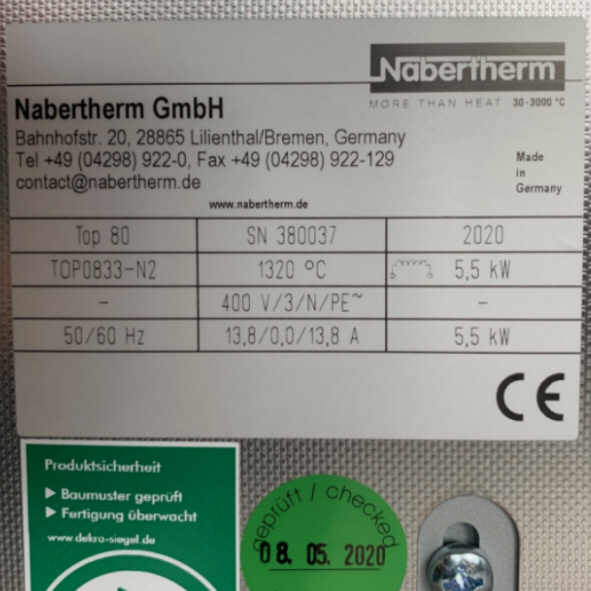 Nabertherm
MORE THAN HEAT 30-3000 °C
Nabertherm GmbH
Bahnhofstr. 20, 28865 Lilienthal/Bremen, Germany
Tel +49 (04298) 922-0, Fax +49 (04298) 922-129
contact@nabertherm.de
Made
in
Germany
www.nabertherm.de
Top 80 SN 380037 2020
TOP0833-N2 1320 °C 5,5 kW
- 400 V/3/N/PE~ -
50/60 Hz 13,8/0,0/13,8 A 5,5 kW
CE
Produktsicherheit
Baumuster geprüft
Fertigung überwacht
www.dekra-siegel.de
geprüft / checked
08. 05. 2020